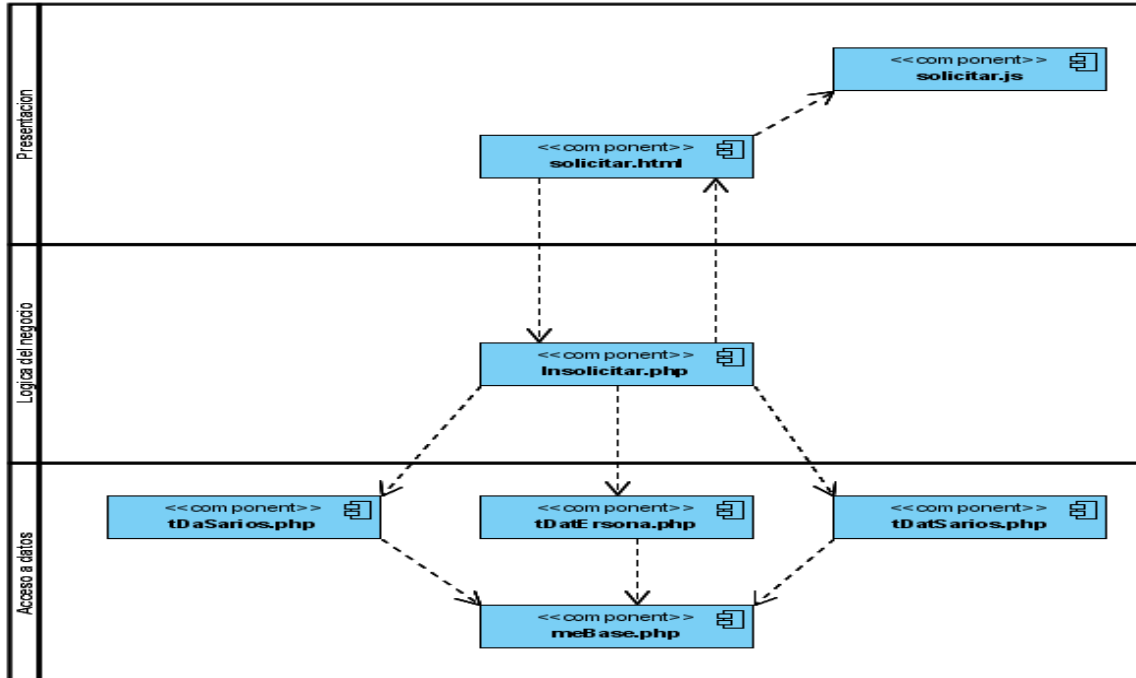 Presentacion
<<component>>
solicitar.js
<<component>>
solicitar.html
Logica del negocio
<<component>>
lnsolicitar.php
Acceso a datos
<<component>>
tDaSarios.php
<<component>>
tDatErsona.php
<<component>>
tDatSarios.php
<<component>>
meBase.php